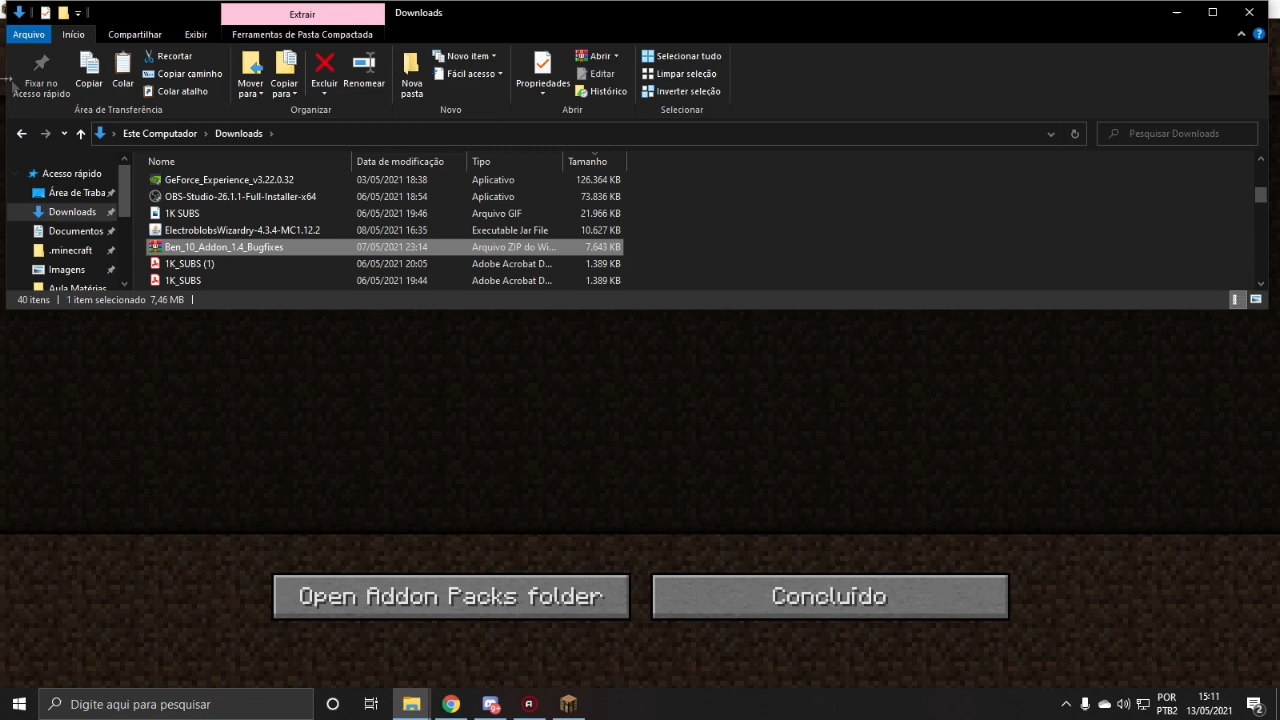 Extrair
Downloads
Arquivo
Início
Compartilhar
Exibir
Ferramentas de Pasta Compactada
Fixar no
Acesso rápido
Copiar
Colar
Recortar
Copiar caminho
Colar atalho
Mover
para
Copiar
para
Excluir
Renomear
Nova
pasta
Novo item
Fácil acesso
Propriedades
Abrir
Editar
Histórico
Selecionar tudo
Limpar seleção
Inverter seleção
Área de Transferência
Organizar
Novo
Abrir
Selecionar
Este Computador > Downloads >
Pesquisar Downloads
Nome Data de modificação Tipo Tamanho
Acesso rápido
Área de Traba
Downloads
Documentos
.minecraft
Imagens
Aula Matérias
GeForce_Experience_v3.22.0.32 03/05/2021 18:38 Aplicativo 126.364 KB
OBS-Studio-26.1.1-Full-Installer-x64 06/05/2021 18:54 Aplicativo 73.836 KB
1K SUBS 06/05/2021 19:46 Arquivo GIF 21.966 KB
ElectroblobsWizardry-4.3.4-MC1.12.2 08/05/2021 16:35 Executable Jar File 10.627 KB
Ben_10_Addon_1.4_Bugfixes 07/05/2021 23:14 Arquivo ZIP do Wi... 7.643 KB
1K_SUBS (1) 06/05/2021 20:05 Adobe Acrobat D... 1.389 KB
1K_SUBS 06/05/2021 19:44 Adobe Acrobat D... 1.389 KB
40 itens 1 item selecionado 7,46 MB
Open Addon Packs folder
Concluído
Digite aqui para pesquisar
9+
POR
PTB2
15:11
13/05/2021
2